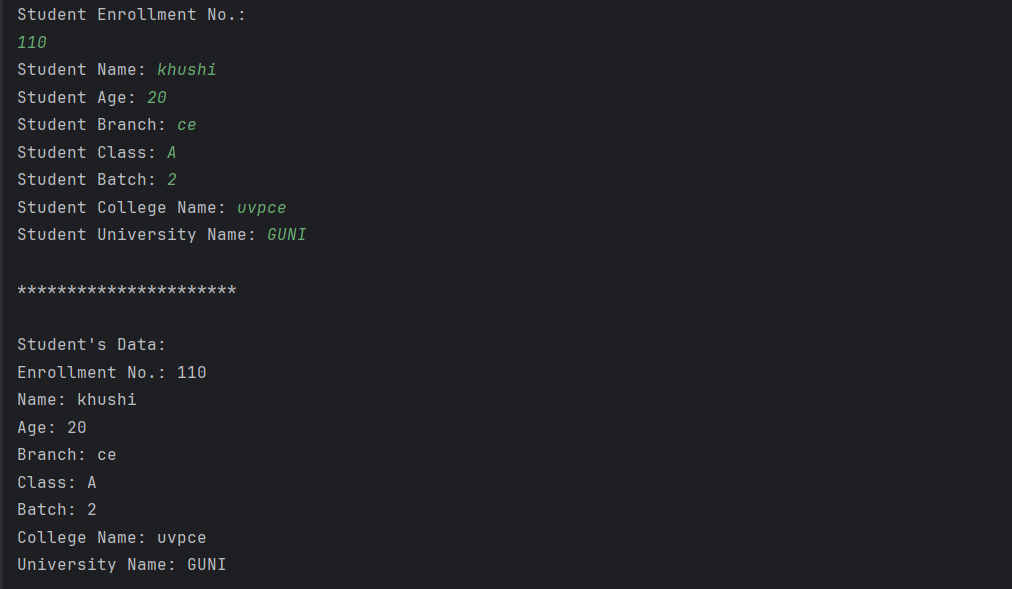 Student Enrollment No.:
110
Student Name: khushi
Student Age: 20
Student Branch: ce
Student Class: A
Student Batch: 2
Student College Name: uvpce
Student University Name: GUNI
**********************
Student's Data:
Enrollment No.: 110
Name: khushi
Age: 20
Branch: ce
Class: A
Batch: 2
College Name: uvpce
University Name: GUNI